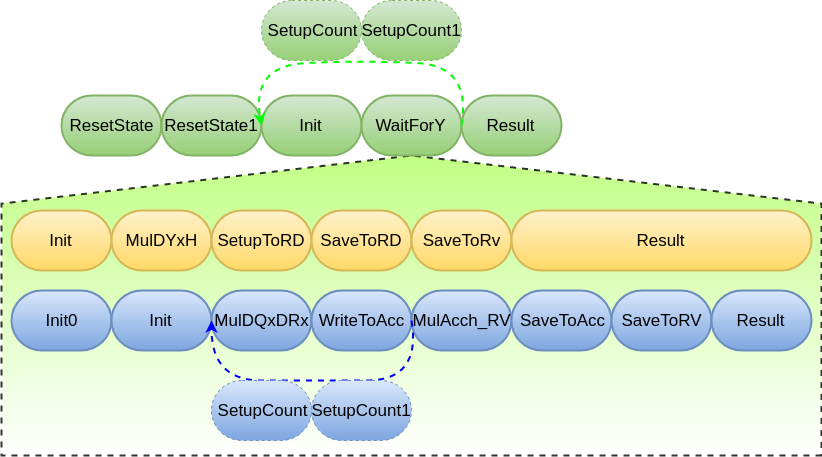 SetupCount SetupCount1
ResetState ResetState1 Init WaitForY Result
Init MulDYxH SetupToRD SaveToRD SaveToRv Result
Init0 Init MulDQxDRx WriteToAcc MulAcch_RV SaveToAcc SaveToRV Result
SetupCount SetupCount1